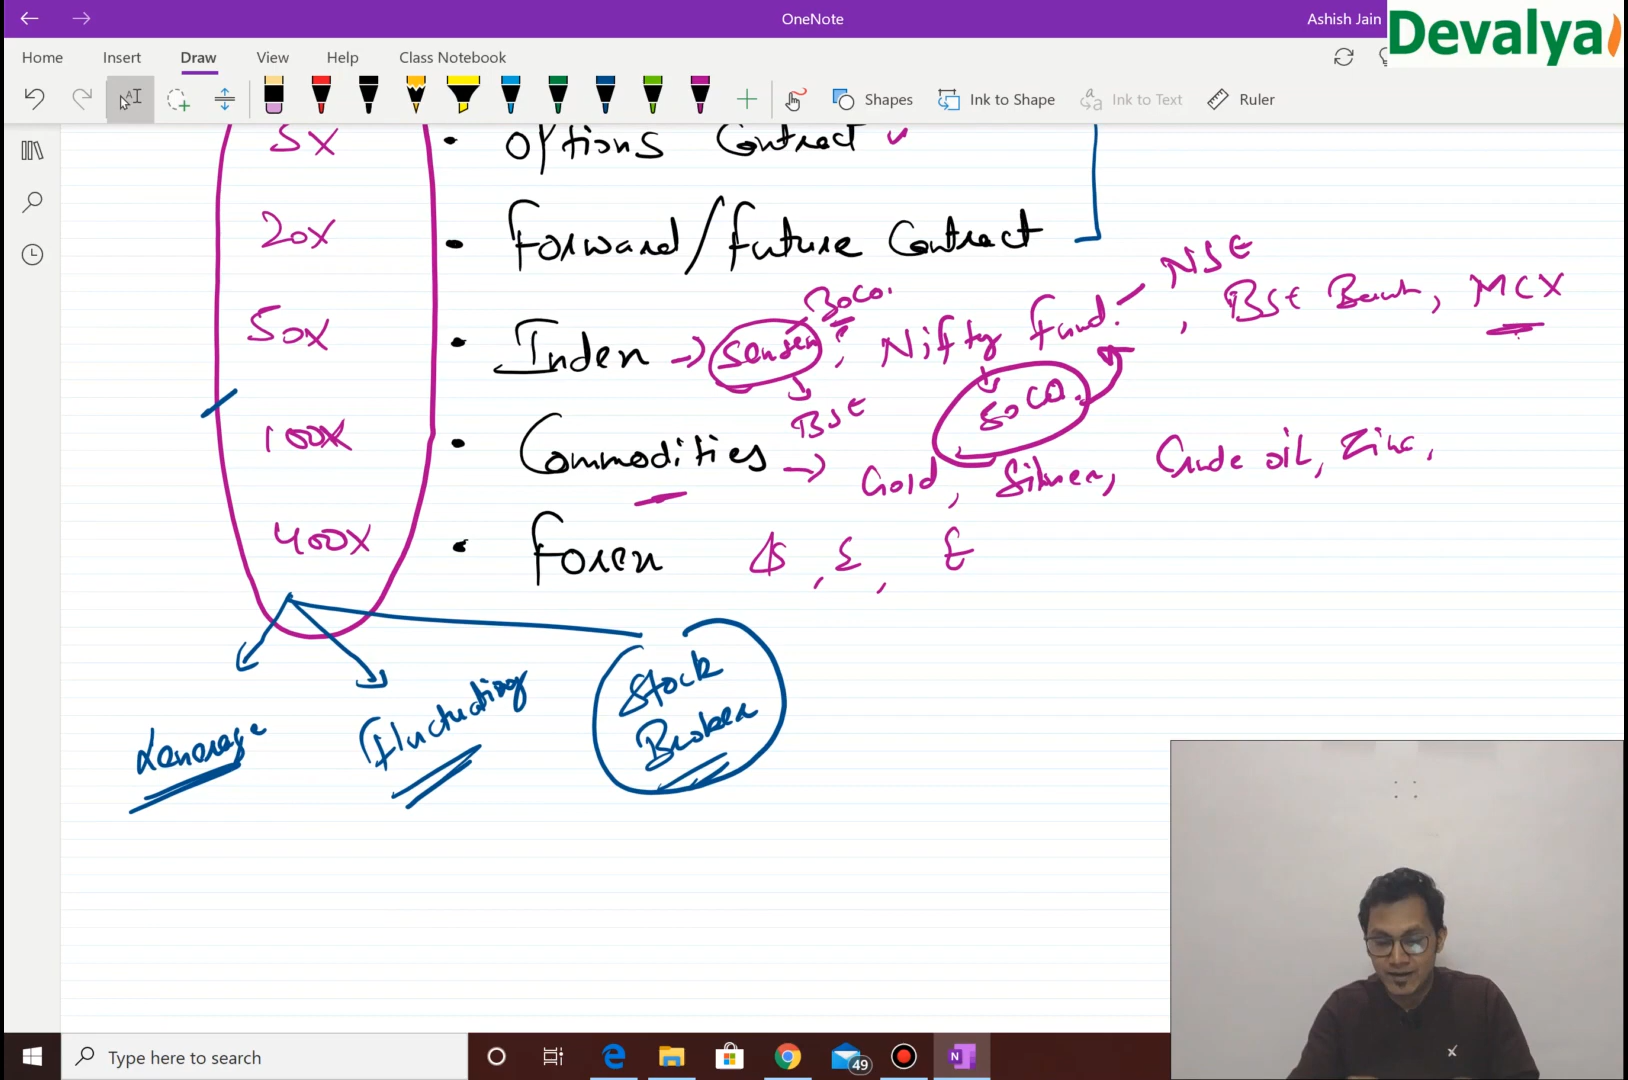 OneNote
Ashish Jain
Devalya
Home Insert Draw View Help Class Notebook
Shapes Ink to Shape Ink to Text Ruler
5X • Options Contract
20X • Forward/future Contract
50X • Index → Sensex, Nifty fund. NSE, BSE Bank, MCX
30CO.
BSE
50CO.
100X • Commodities → Gold, Silver, Crude oil, Zinc,
400X • Forex $, £, £
Leverage Fluctuating Stock
Broker
Type here to search
49
N